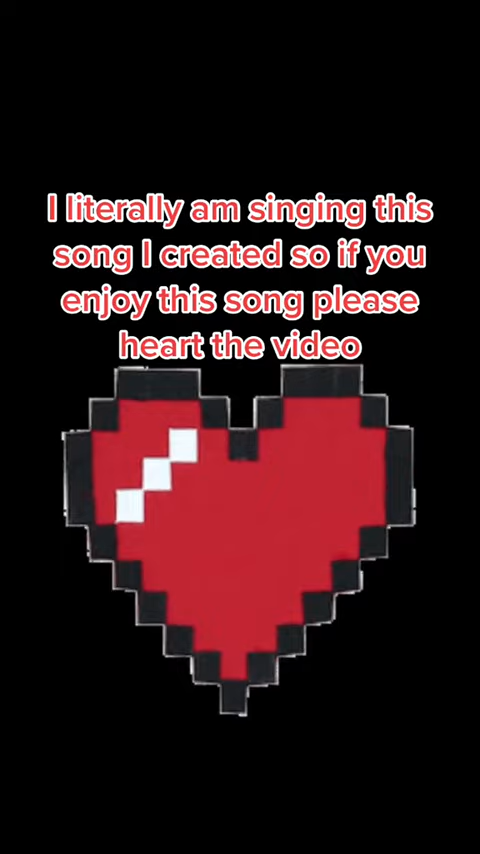 I literally am singing this
song I created so if you
enjoy this song please
heart the video